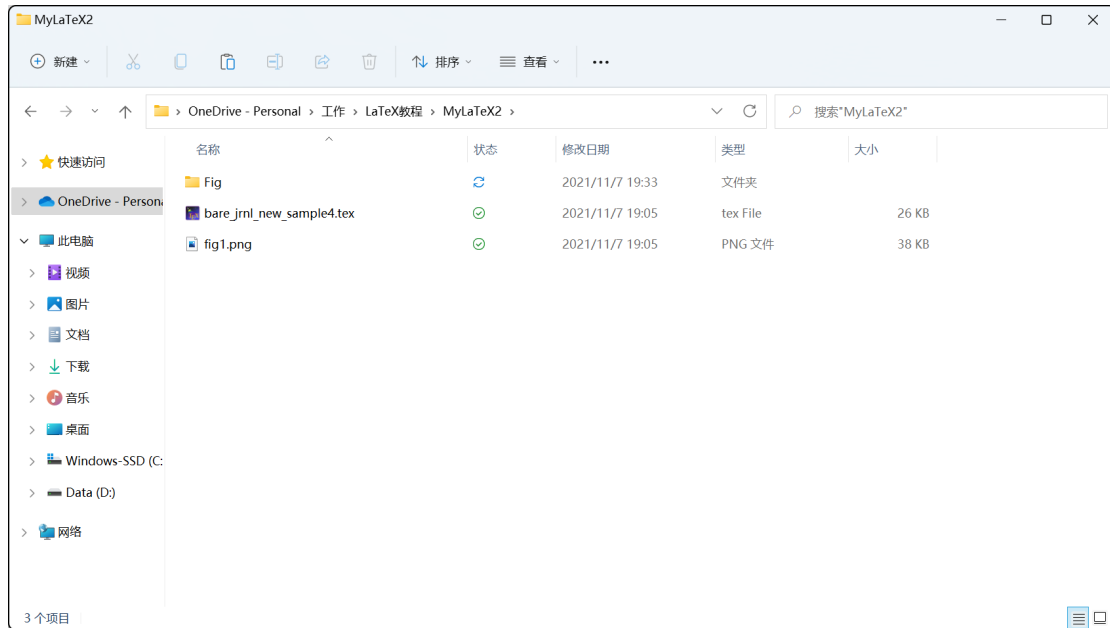 MyLaTeX2
新建 排序 查看
OneDrive - Personal › 工作 › LaTeX教程 › MyLaTeX2 › 搜索"MyLaTeX2"
名称 状态 修改日期 类型 大小
快速访问
OneDrive - Persona
此电脑
视频
图片
文档
下载
音乐
桌面
Windows-SSD (C:
Data (D:)
网络
Fig 2021/11/7 19:33 文件夹
bare_jrnl_new_sample4.tex 2021/11/7 19:05 tex File 26 KB
fig1.png 2021/11/7 19:05 PNG 文件 38 KB
3 个项目